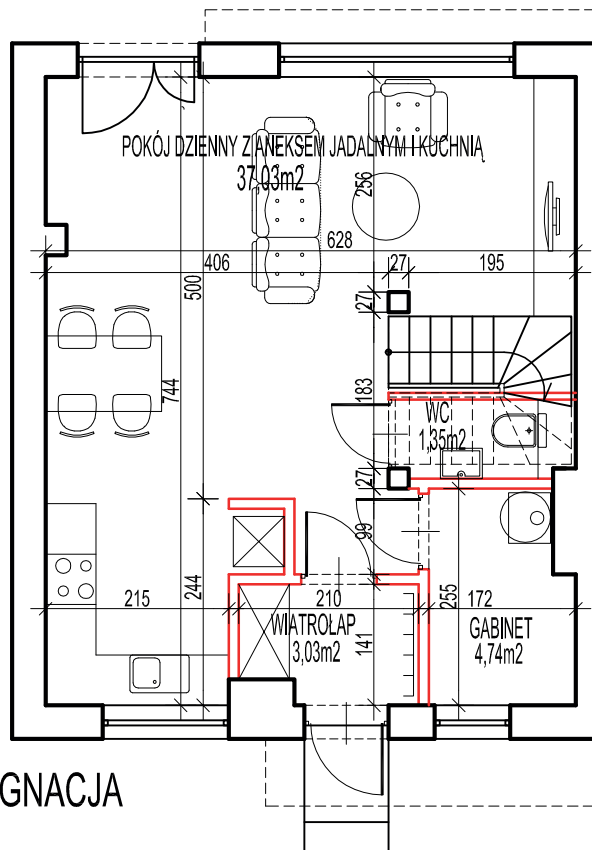 POKÓJ DZIENNY Z ANEKSEM JADALNYM I KUCHNIĄ
37,03m2
256
628
406
27
195
500
27
183
744
WC
1,35m2
27
99
244
255
215
210
172
WIATROŁAP
3,03m2
141
GABINET
4,74m2
GNACJA